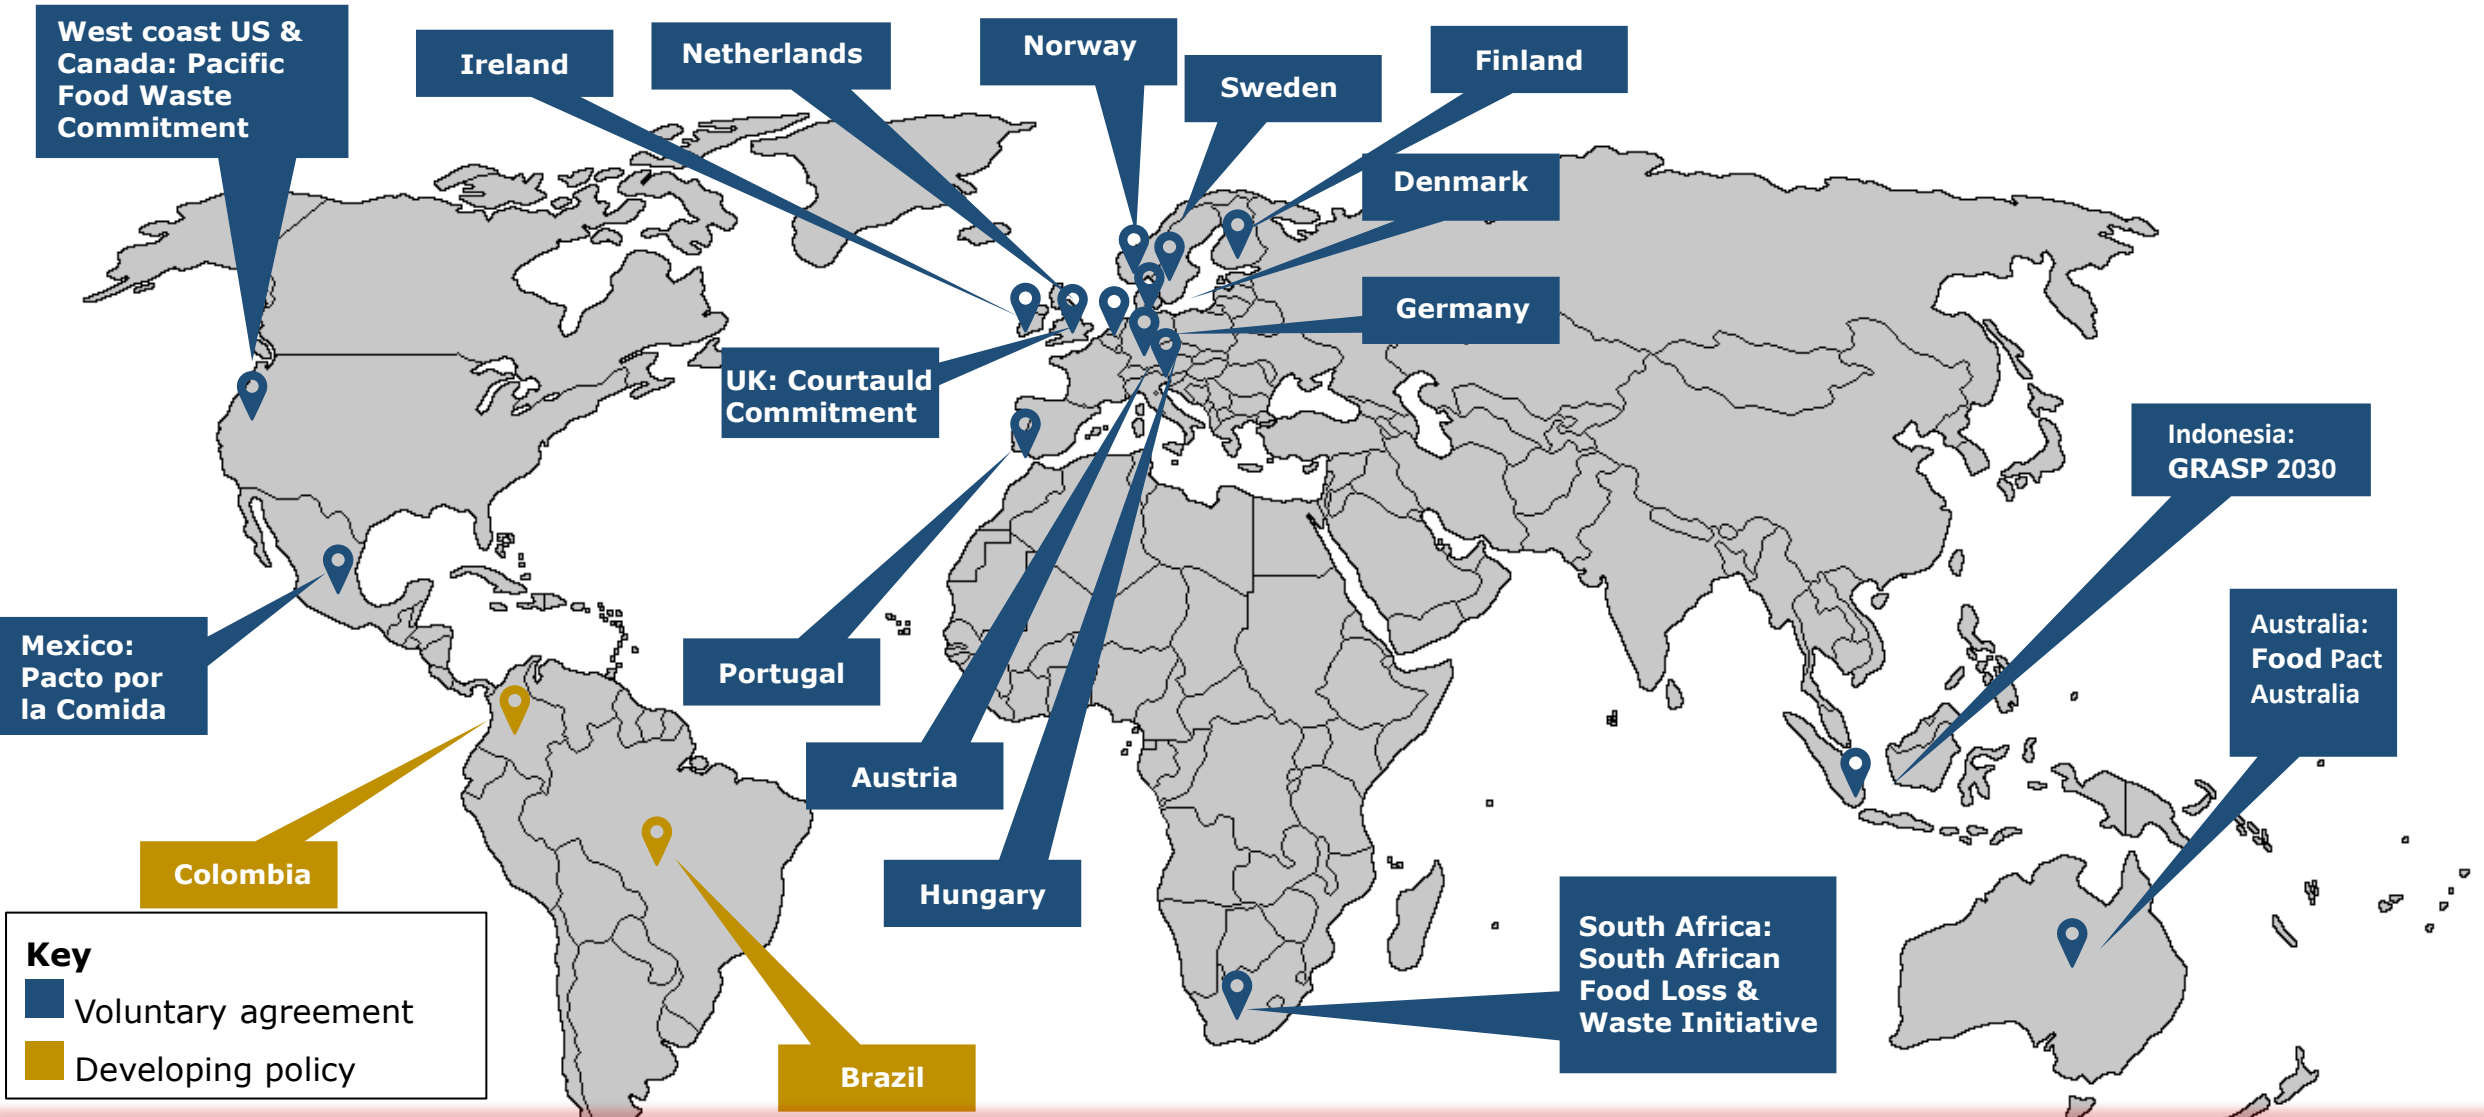 West coast US &
Canada: Pacific
Food Waste
Commitment
Ireland
Netherlands
Norway
Sweden
Finland
Denmark
Germany
UK: Courtauld
Commitment
Indonesia:
GRASP 2030
Australia:
Food Pact
Australia
Mexico:
Pacto por
la Comida
Portugal
Austria
Colombia
Hungary
South Africa:
South African
Food Loss &
Waste Initiative
Brazil
Key
Voluntary agreement
Developing policy